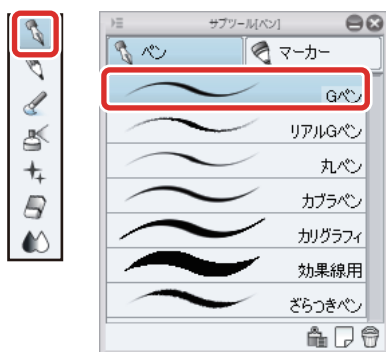 サブツール[ペン]
ペン
マーカー
Gペン
リアルGペン
丸ペン
カブラペン
カリグラフィ
効果線用
ざらつきペン